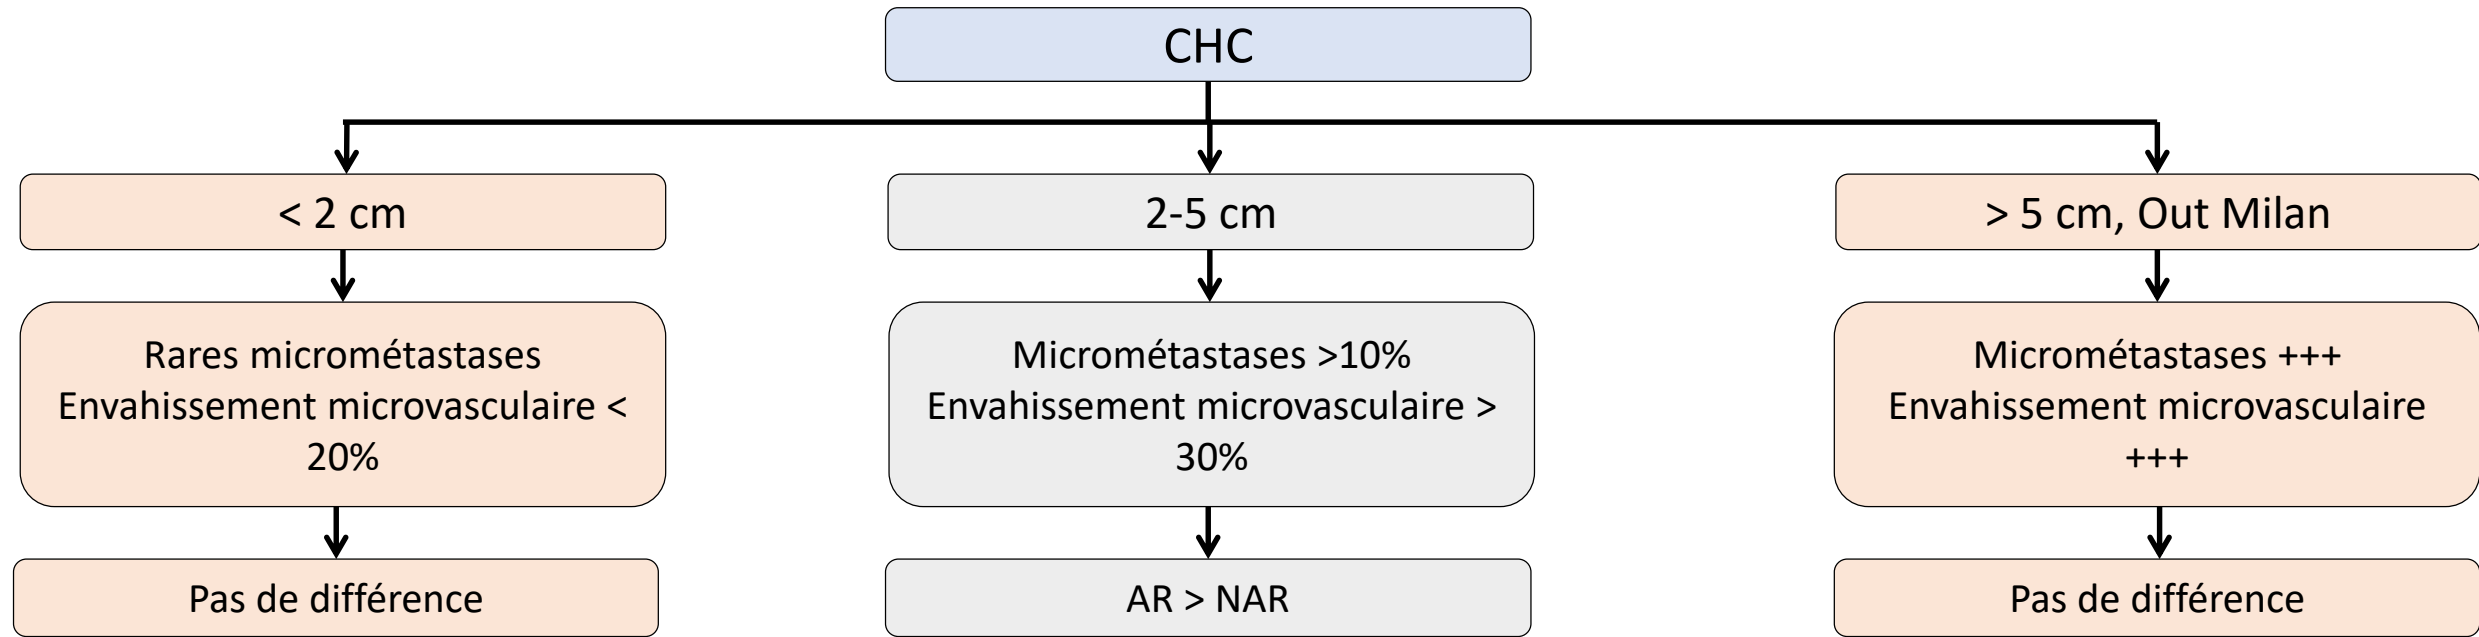 CHC
< 2 cm
2-5 cm
> 5 cm, Out Milan
Rares micrométastases
Envahissement microvasculaire <
20%
Micrométastases >10%
Envahissement microvasculaire >
30%
Micrométastases +++
Envahissement microvasculaire
+++
Pas de différence
AR > NAR
Pas de différence